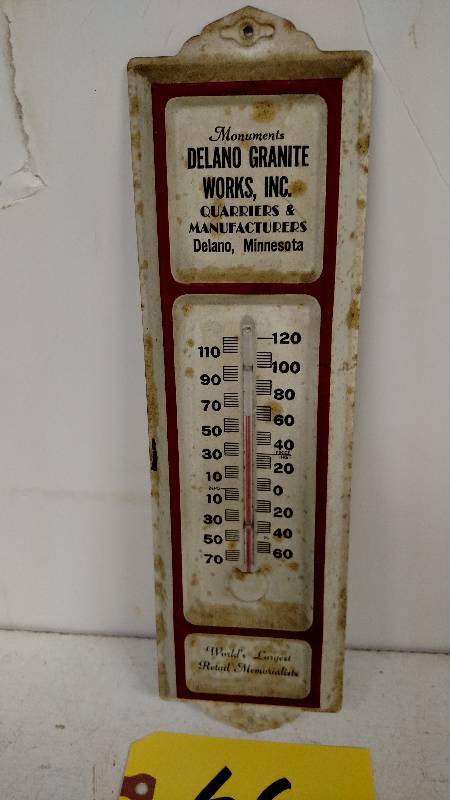 Monuments
DELANO GRANITE
WORKS, INC.
QUARRIERS &
MANUFACTURERS
Delano, Minnesota
120
110
100
90
80
70
60
50
40
30
20
10
0
10
20
30
40
50
60
70
World's Largest
Retail Memorialists